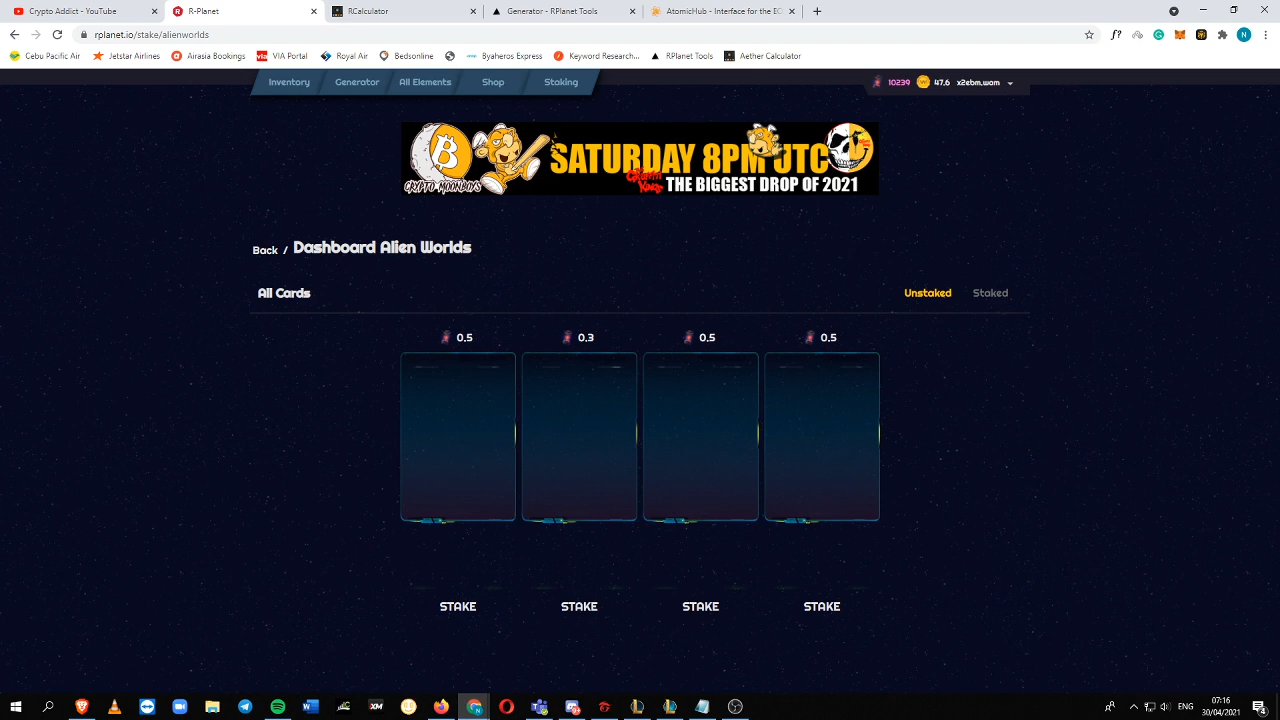 Crypto Addict - YouTube
R-Planet
RCalculator
Generator - RPlanet Tools
AtomicHub - Interface for the EO
rplanet.io/stake/alienworlds
Cebu Pacific Air
Jetstar Airlines
Airasia Bookings
VIA Portal
Royal Air
Bedsonline
Byaheros Express
Keyword Research...
RPlanet Tools
Aether Calculator
Inventory
Generator
All Elements
Shop
Staking
10239
47.6
x2ebm.wam
SATURDAY 8PM UTC
CRYPTO MOONBOIS
THE BIGGEST DROP OF 2021
Back / Dashboard Alien Worlds
All Cards
Unstaked
Staked
0.5
0.3
0.5
0.5
STAKE
STAKE
STAKE
STAKE
ENG
07:16
30/04/2021